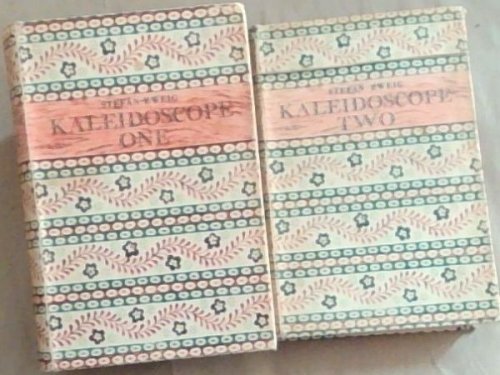 STEFAN ZWEIG
KALEIDOSCOPE
ONE
STEFAN ZWEIG
KALEIDOSCOPE
TWO